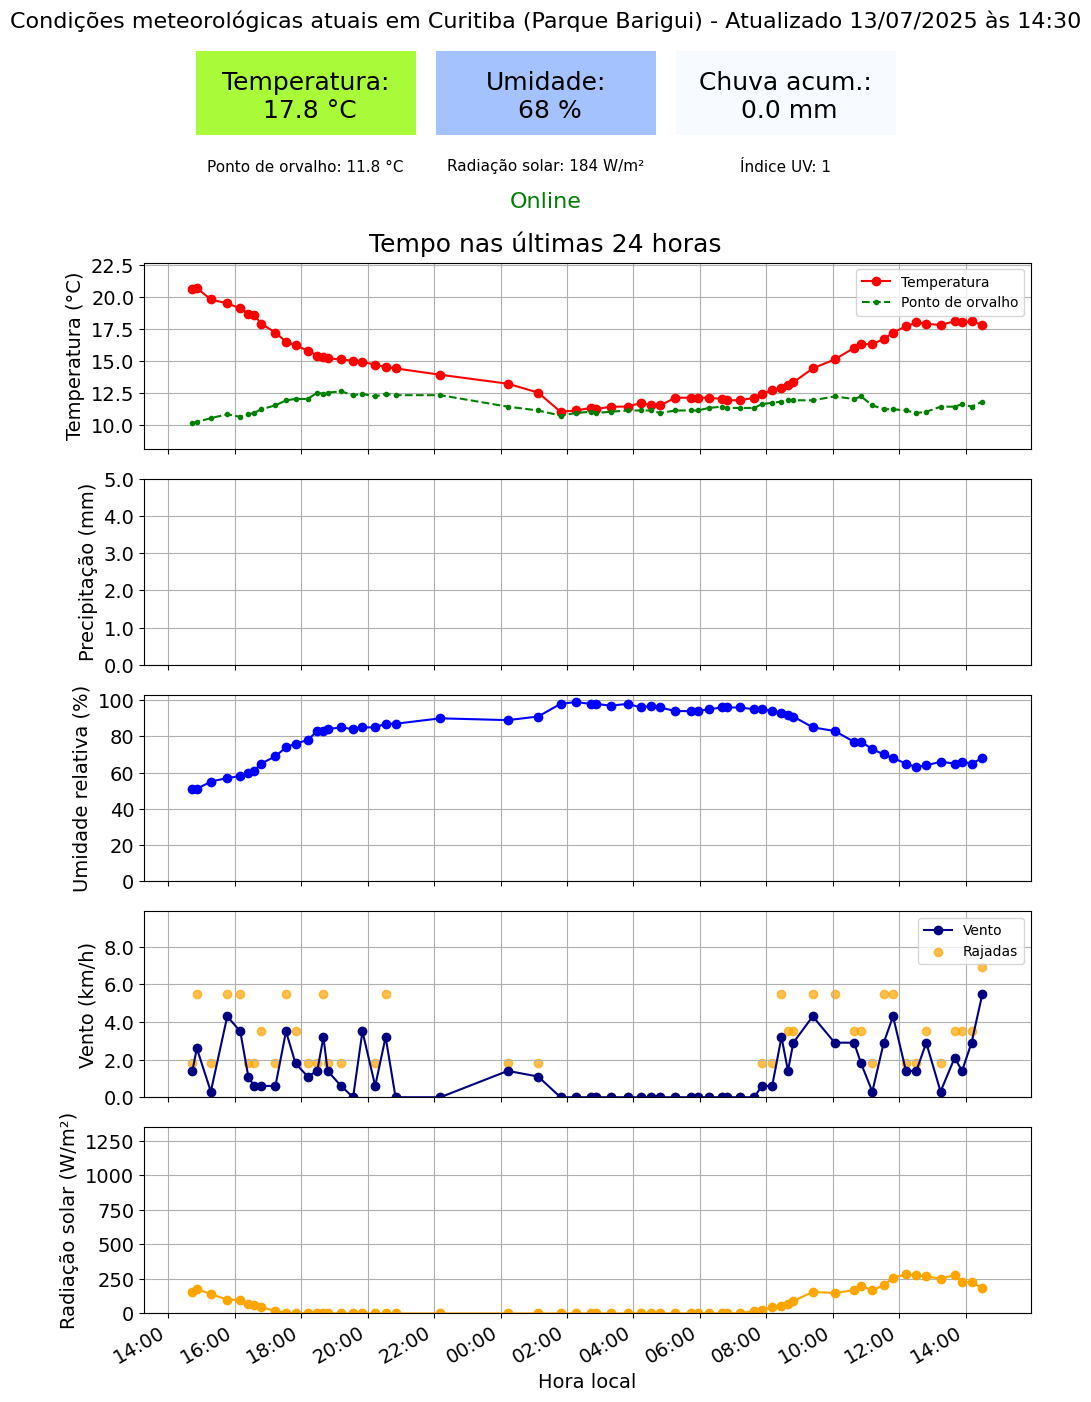 Condições meteorológicas atuais em Curitiba (Parque Barigui) - Atualizado 13/07/2025 às 14:30
Temperatura:
17.8 °C
Umidade:
68 %
Chuva acum.:
0.0 mm
Ponto de orvalho: 11.8 °C
Radiação solar: 184 W/m²
Índice UV: 1
Online
Tempo nas últimas 24 horas
Temperatura (°C)
22.5
20.0
17.5
15.0
12.5
10.0
Temperatura
Ponto de orvalho
Precipitação (mm)
5.0
4.0
3.0
2.0
1.0
0.0
Umidade relativa (%)
100
80
60
40
20
0
Vento (km/h)
8.0
6.0
4.0
2.0
0.0
Vento
Rajadas
Radiação solar (W/m²)
1250
1000
750
500
250
0
14:00
16:00
18:00
20:00
22:00
00:00
02:00
04:00
06:00
08:00
10:00
12:00
14:00
Hora local